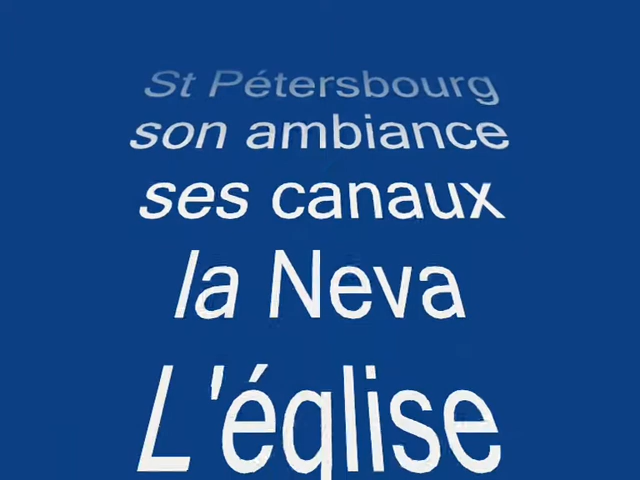 St Pétersbourg
son ambiance
ses canaux
la Neva
L'église